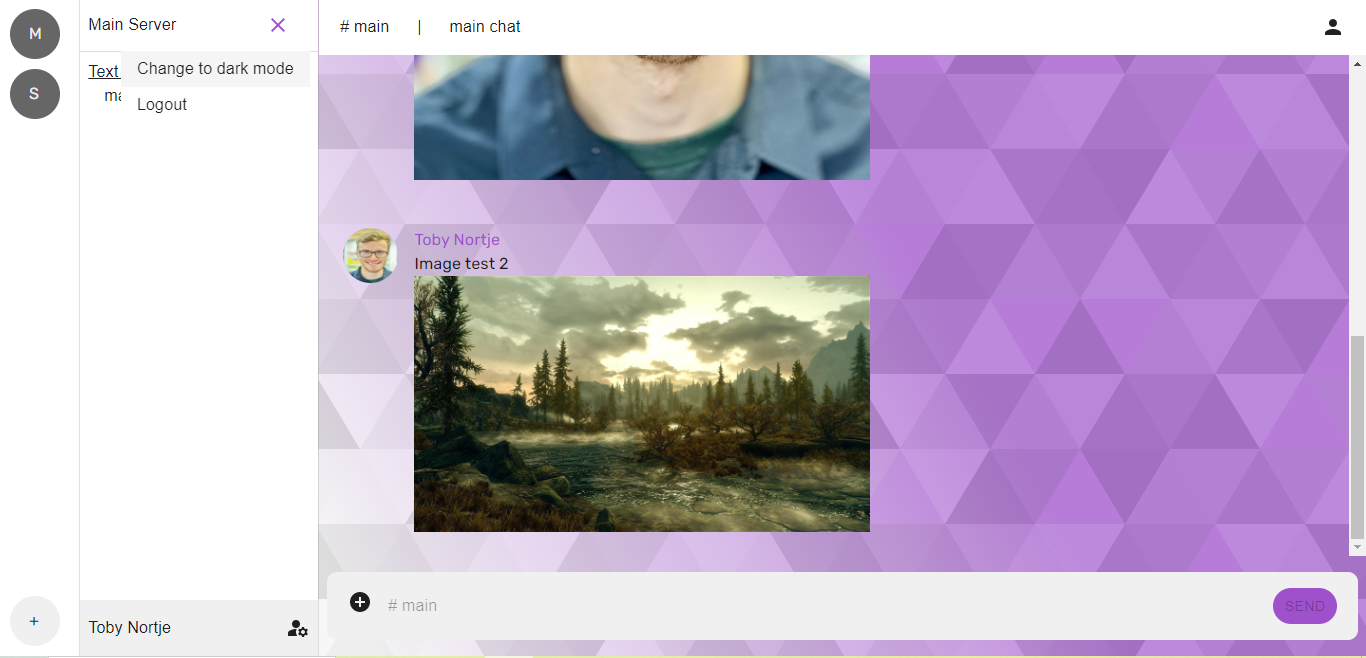 M
S
+
Main Server
Change to dark mode
Logout
Text
Toby Nortje
# main | main chat
Toby Nortje
Image test 2
# main
SEND